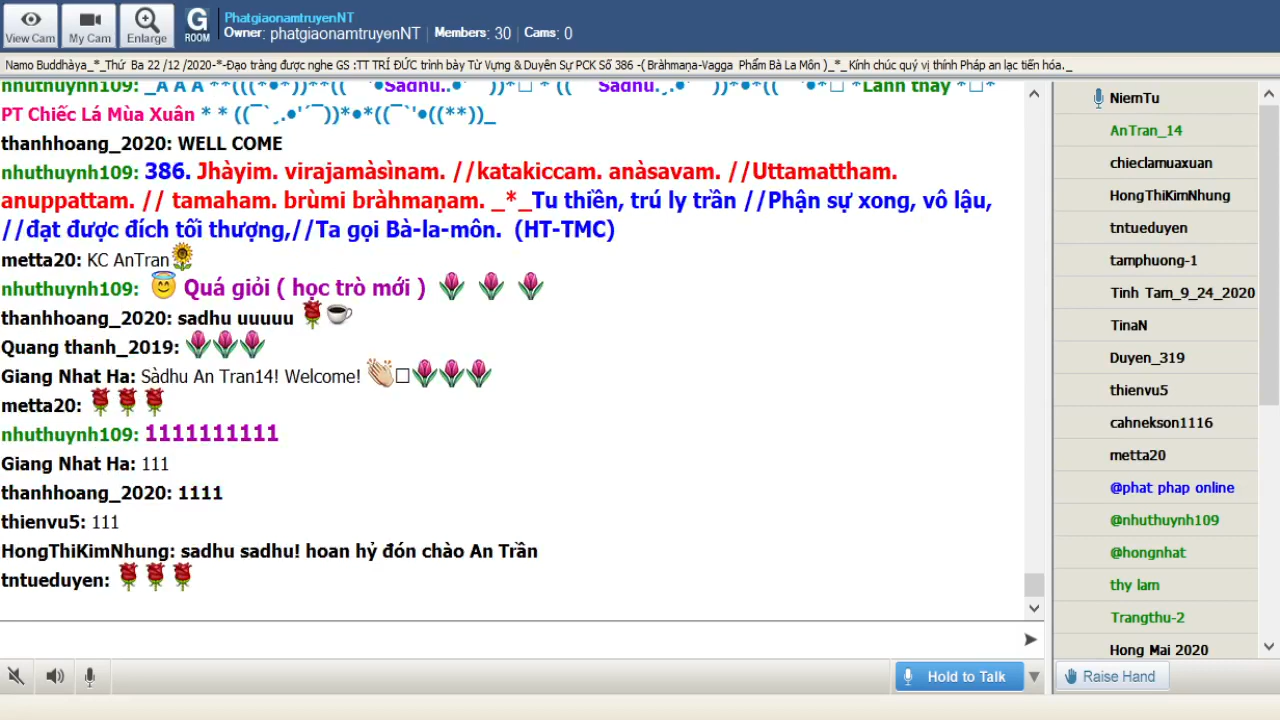 View Cam
My Cam
Enlarge
G
ROOM
PhatgiaonamtruyenNT
Owner: phatgiaonamtruyenNT | Members: 30 | Cams: 0
Namo Buddhàya_*_Thứ Ba 22 /12 /2020-*-Đạo tràng được nghe GS :TT TRÍ ĐỨC trình bày Từ Vựng & Duyên Sự PCK Số 386 -( Bràhmaṇa-Vagga Phẩm Bà La Môn )_*_ Kính chúc quý vị thính Pháp an lạc tiến hóa._
nhuthuynh109: _Â Â Â **(((*•*))**((¯`•Sadhu..•´¯))*□ * ((¯` Sadhu.¸.•´¯))*•*((¯`•*□ *Lành thay *□*
PT Chiếc Lá Mùa Xuân * * ((¯`¸.•'´¯))*•*((¯`'•((**))_
thanhhoang_2020: WELL COME
nhuthuynh109: 386. Jhàyim. virajamàsìnam. //katakiccam. anàsavam. //Uttamattham.
anuppattam. // tamaham. brùmi bràhmaṇam. _*_Tu thiền, trú ly trần //Phận sự xong, vô lậu,
//đạt được đích tối thượng,//Ta gọi Bà-la-môn. (HT-TMC)
metta20: KC AnTran
nhuthuynh109: Quá giỏi ( học trò mới )
thanhhoang_2020: sadhu uuuuu
Quang thanh_2019:
Giang Nhat Ha: Sàdhu An Tran14! Welcome! □
metta20:
nhuthuynh109: 1111111111
Giang Nhat Ha: 111
thanhhoang_2020: 1111
thienvu5: 111
HongThiKimNhung: sadhu sadhu! hoan hỷ đón chào An Trần
tntueduyen:
Hold to Talk
NiemTu
AnTran_14
chieclamuaxuan
HongThiKimNhung
tntueduyen
tamphuong-1
Tinh Tam_9_24_2020
TinaN
Duyen_319
thienvu5
cahnekson1116
metta20
@phat phap online
@nhuthuynh109
@hongnhat
thy lam
Trangthu-2
Hong Mai 2020
Raise Hand